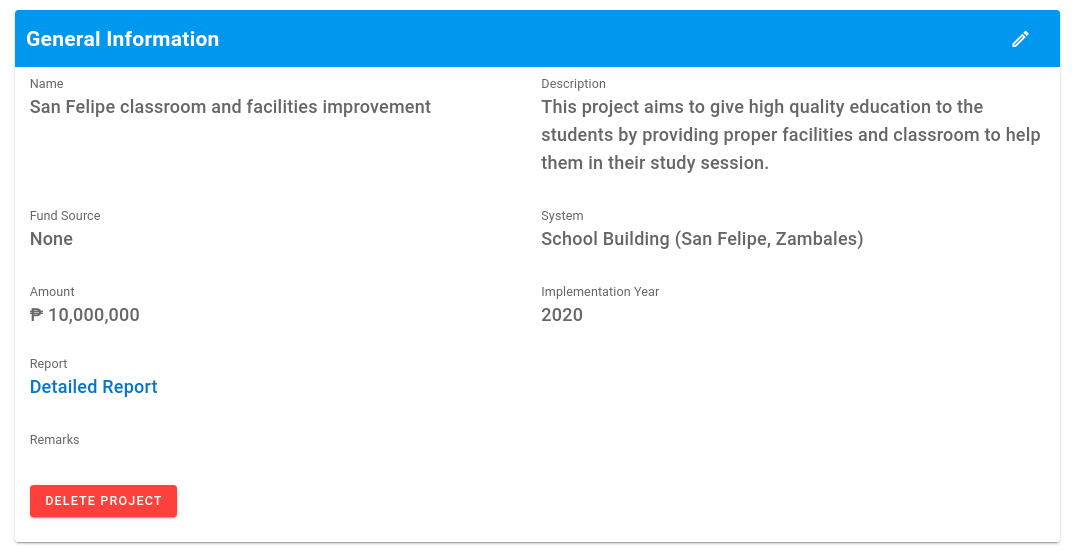 General Information
Name
San Felipe classroom and facilities improvement
Description
This project aims to give high quality education to the
students by providing proper facilities and classroom to help
them in their study session.
Fund Source
None
System
School Building (San Felipe, Zambales)
Amount
₱ 10,000,000
Implementation Year
2020
Report
Detailed Report
Remarks
DELETE PROJECT